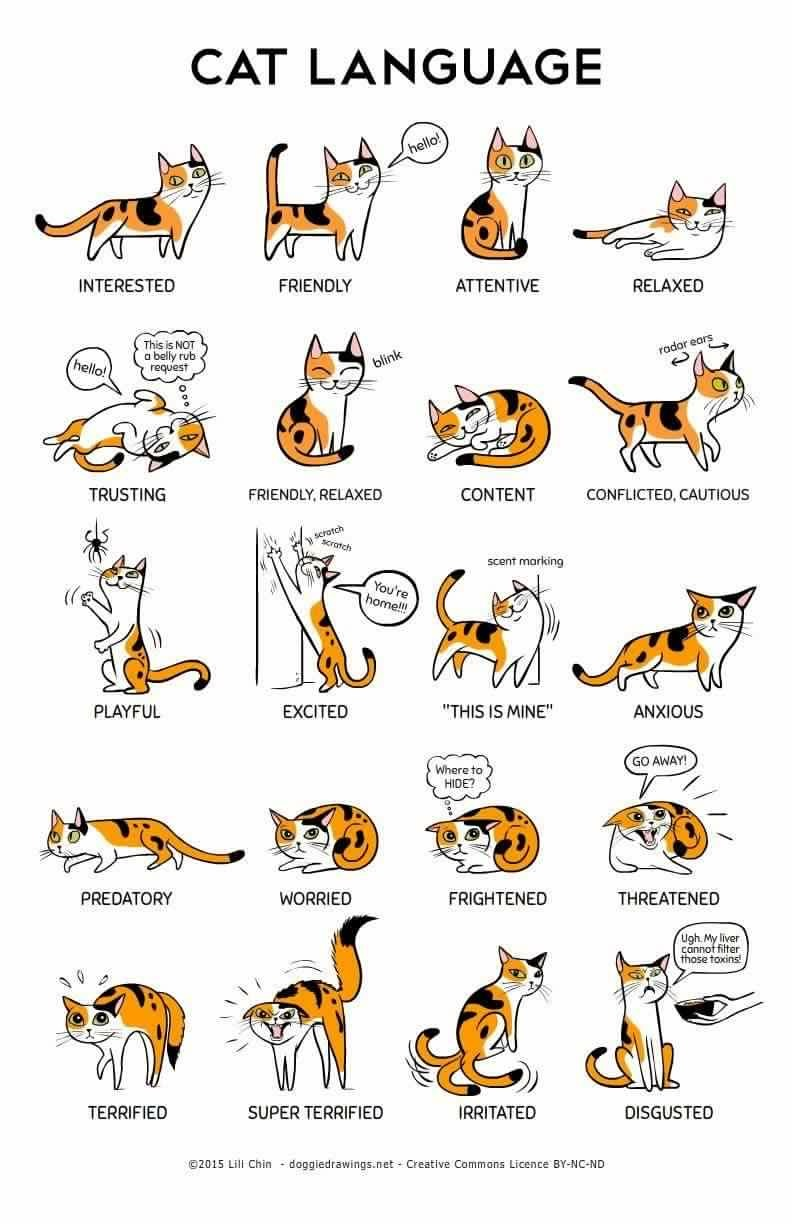 CAT LANGUAGE
hello!
INTERESTED
FRIENDLY
ATTENTIVE
RELAXED
hello!
This is NOT
a belly rub
request
blink
radar ears
TRUSTING
FRIENDLY, RELAXED
CONTENT
CONFLICTED, CAUTIOUS
scratch
scratch
You're
home!!!
scent marking
PLAYFUL
EXCITED
"THIS IS MINE"
ANXIOUS
Where to
HIDE?
GO AWAY!
PREDATORY
WORRIED
FRIGHTENED
THREATENED
Ugh. My liver
cannot filter
those toxins!
TERRIFIED
SUPER TERRIFIED
IRRITATED
DISGUSTED
©2015 Lili Chin - doggiedrawings.net - Creative Commons Licence BY-NC-ND